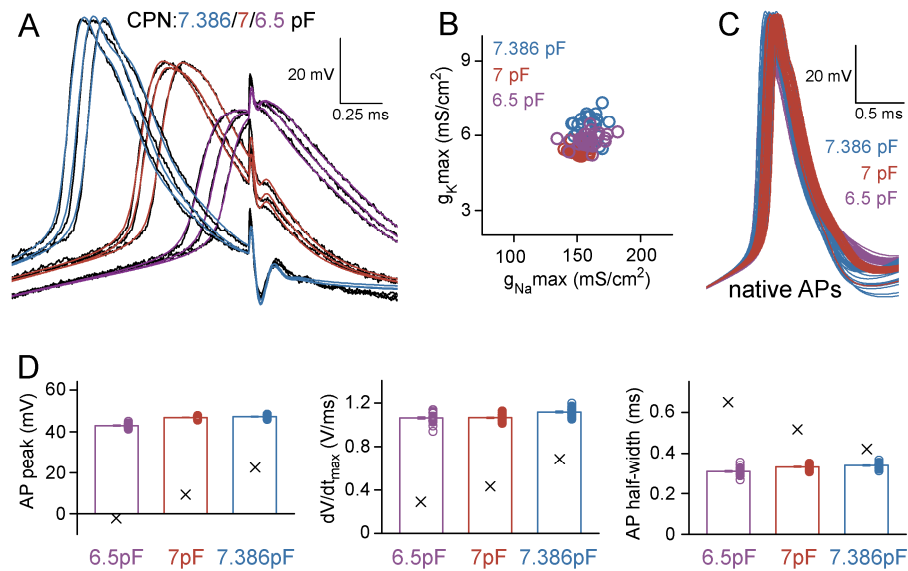 A
CPN:7.386/7/6.5 pF
20 mV
0.25 ms
B
7.386 pF
7 pF
6.5 pF
9
6
3
gKmax (mS/cm²)
100
150
200
gNamax (mS/cm²)
C
20 mV
0.5 ms
7.386 pF
7 pF
6.5 pF
native APs
D
AP peak (mV)
60
40
20
0
6.5pF
7pF
7.386pF
dV/dtmax (V/ms)
1.2
0.8
0.4
0
6.5pF
7pF
7.386pF
AP half-width (ms)
0.6
0.4
0.2
0
6.5pF
7pF
7.386pF